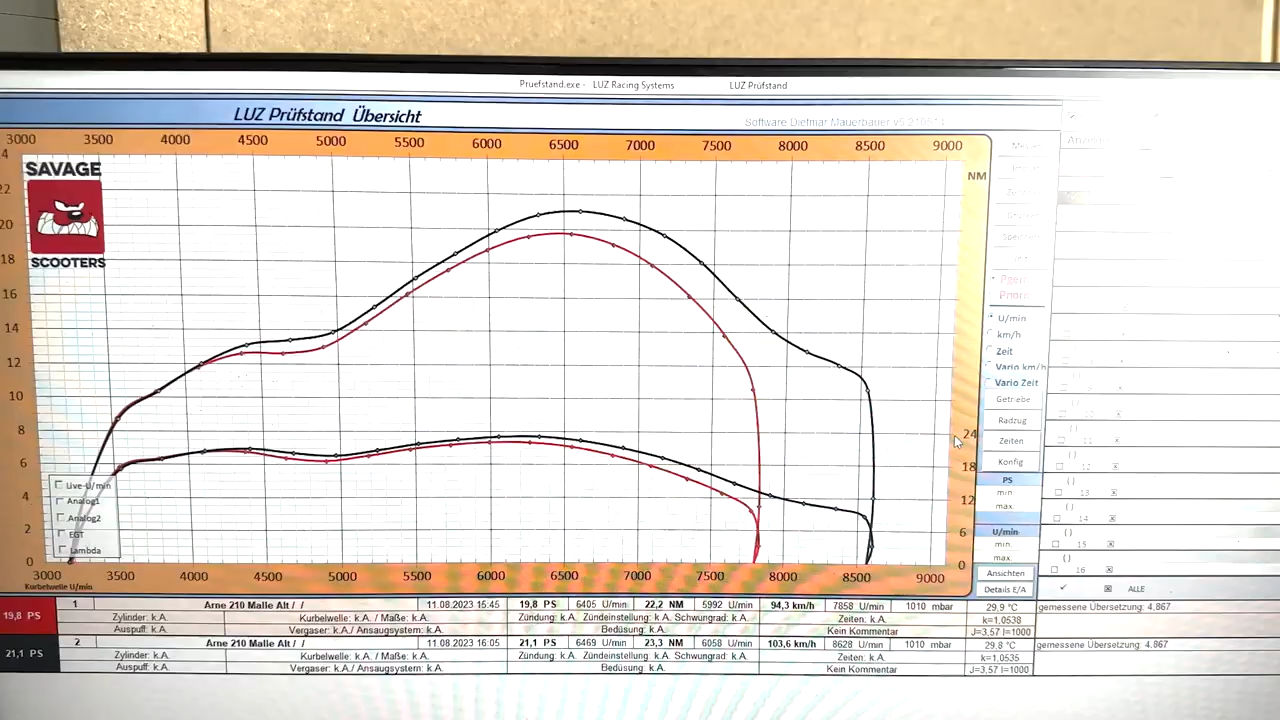 Pruefstand.exe - LUZ Racing Systems LUZ Prüfstand
LUZ Prüfstand Übersicht
Software Dietmar Mauerbauer
3000 3500 4000 4500 5000 5500 6000 6500 7000 7500 8000 8500 9000
SAVAGE
SCOOTERS
NM
4
22
20
18
16
14
12
10
8
6
4
2
0
24
18
12
6
0
U/min
km/h
Zeit
Vario km/h
Vario Zeit
Getriebe
Radzug
Zeiten
Konfig
PS
min.
max.
U/min
min.
max.
Ansichten
Details E/A
Live-U/min
Analog1
Analog2
EGT
Lambda
3000 3500 4000 4500 5000 5500 6000 6500 7000 7500 8000 8500 9000
Kurbelwelle U/min
( )
11
( )
12
( )
13
( )
14
( )
15
( )
16
ALLE
19,8 PS 1 Arne 210 Malle Alt / / 11.08.2023 15:45 19,8 PS 6405 U/min 22,2 NM 5992 U/min 94,3 km/h 7858 U/min 1010 mbar 29,9 °C gemessene Übersetzung: 4.867
Zylinder: k.A. Kurbelwelle: k.A. / Maße: k.A. Zündung: k.A. Zündeinstellung: k.A. Schwungrad: k.A. Zeiten: k.A. k=1.0538
Auspuff: k.A. Vergaser: k.A./ Ansaugsystem: k.A. Bedüsung: k.A. Kein Kommentar J=3,57 I=1000
21,1 PS 2 Arne 210 Malle Alt / / 11.08.2023 16:05 21,1 PS 6469 U/min 23,3 NM 6058 U/min 103,6 km/h 8628 U/min 1010 mbar 29,8 °C gemessene Übersetzung: 4.867
Zylinder: k.A. Kurbelwelle: k.A. / Maße: k.A. Zündung: k.A. Zündeinstellung: k.A. Schwungrad: k.A. Zeiten: k.A. k=1.0535
Auspuff: k.A. Vergaser: k.A./ Ansaugsystem: k.A. Bedüsung: k.A. Kein Kommentar J=3,57 I=1000